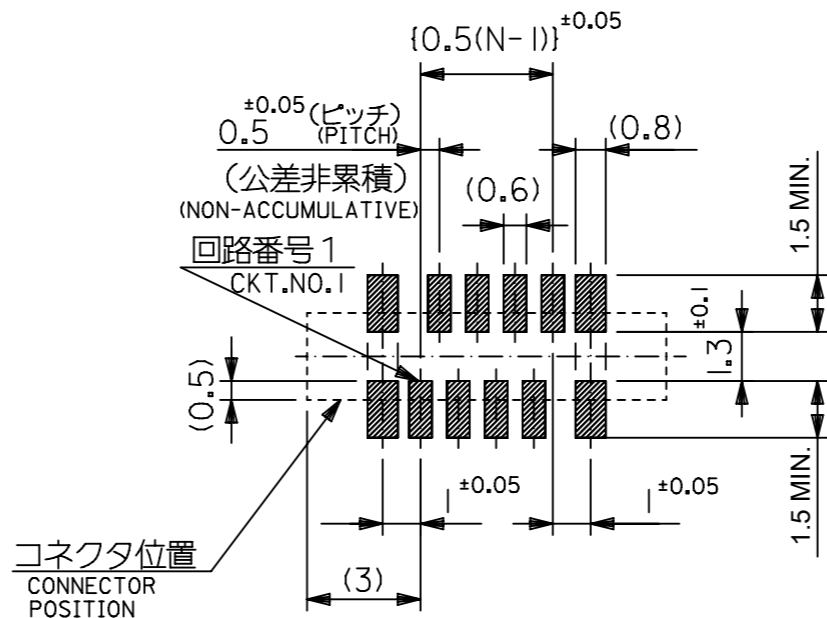 {0.5(N-1)}±0.05
0.5±0.05(ピッチ)
(PITCH)
(0.8)
(公差非累積)
(NON-ACCUMULATIVE)
(0.6)
1.5 MIN.
回路番号1
CKT.NO.1
1.3±0.1
(0.5)
1±0.05
1±0.05
1.5 MIN.
コネクタ位置
CONNECTOR
POSITION
(3)